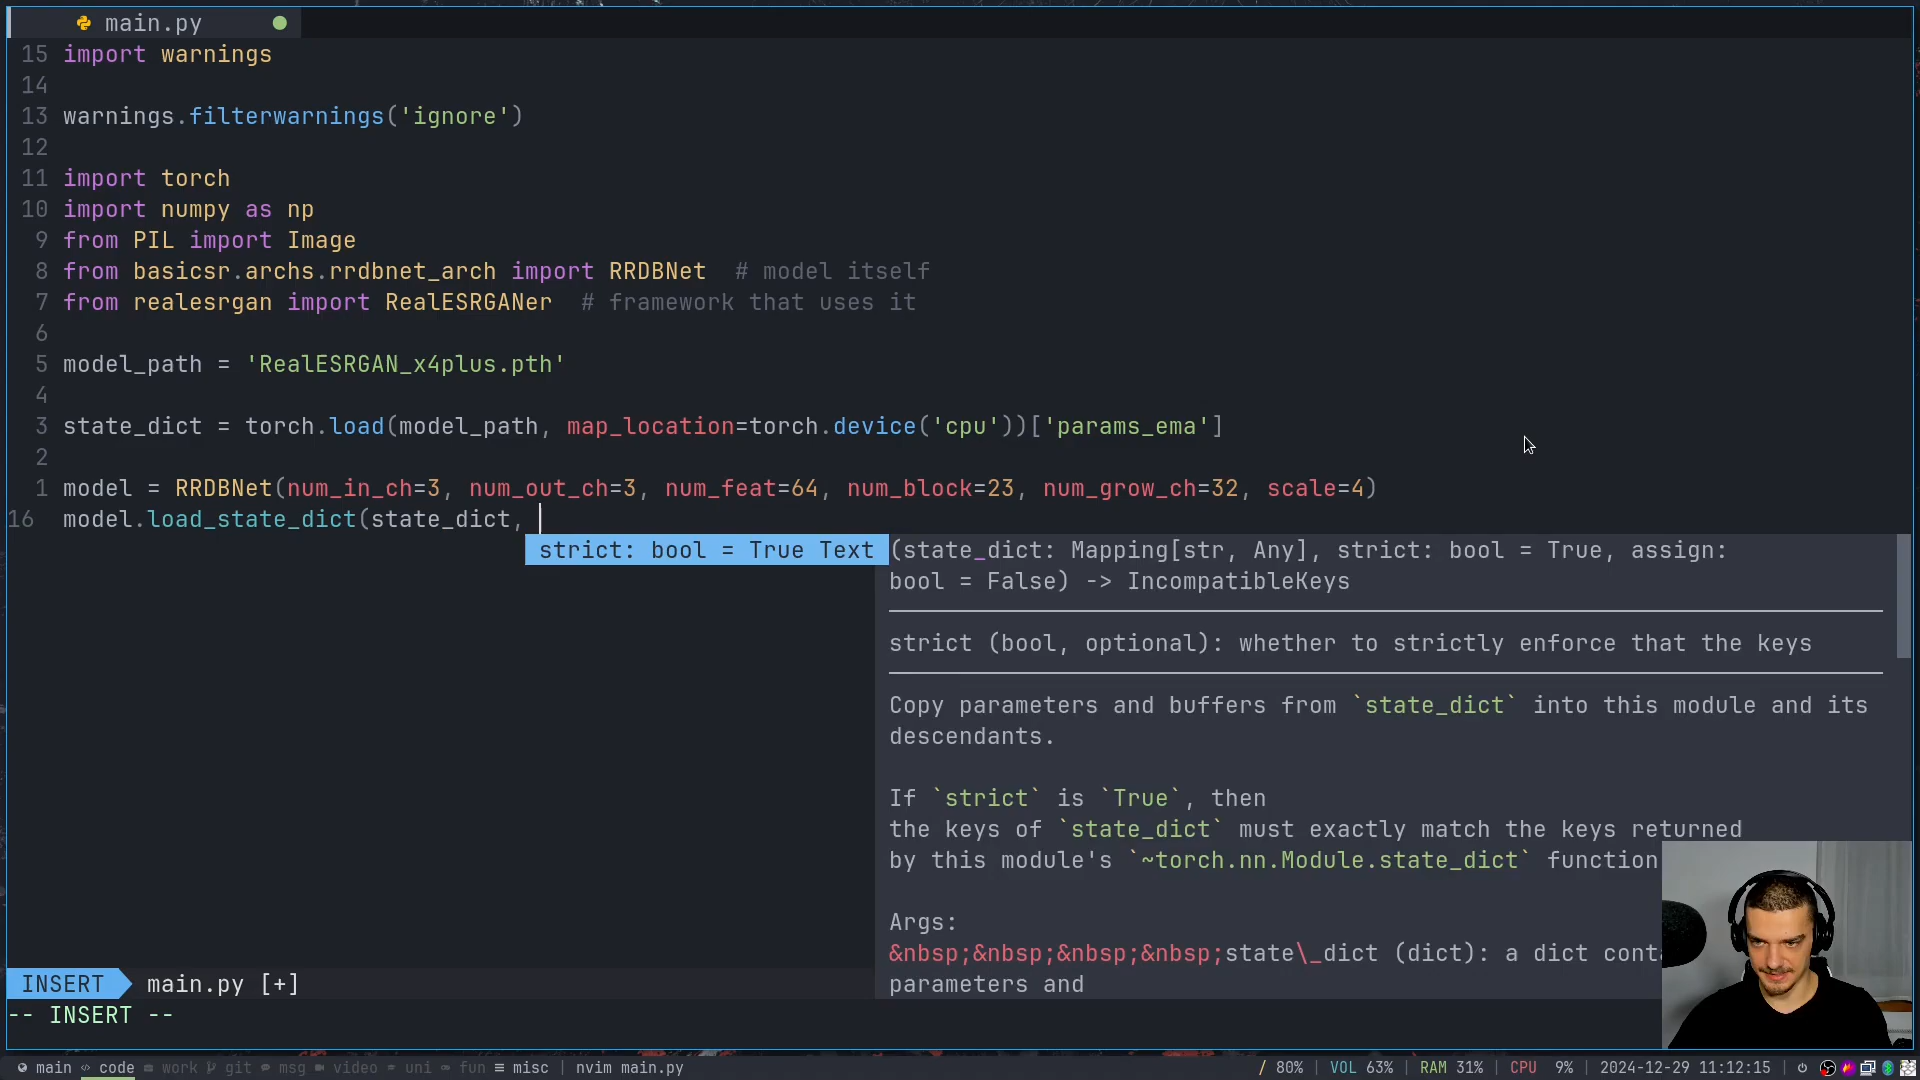 main.py
15 import warnings
14
13 warnings.filterwarnings('ignore')
12
11 import torch
10 import numpy as np
9 from PIL import Image
8 from basicsr.archs.rrdbnet_arch import RRDBNet  # model itself
7 from realesrgan import RealESRGANer  # framework that uses it
6
5 model_path = 'RealESRGAN_x4plus.pth'
4
3 state_dict = torch.load(model_path, map_location=torch.device('cpu'))['params_ema']
2
1 model = RRDBNet(num_in_ch=3, num_out_ch=3, num_feat=64, num_block=23, num_grow_ch=32, scale=4)
16 model.load_state_dict(state_dict,
strict: bool = True Text
(state_dict: Mapping[str, Any], strict: bool = True, assign:
bool = False) -> IncompatibleKeys
strict (bool, optional): whether to strictly enforce that the keys
Copy parameters and buffers from `state_dict` into this module and its
descendants.
If `strict` is `True`, then
the keys of `state_dict` must exactly match the keys returned
by this module's `~torch.nn.Module.state_dict` function
Args:
&nbsp;&nbsp;&nbsp;&nbsp;state\_dict (dict): a dict cont
parameters and
INSERT main.py [+]
-- INSERT --
main code work git msg video uni fun misc | nvim main.py
/ 80% | VOL 63% | RAM 31% | CPU 9% | 2024-12-29 11:12:15 |